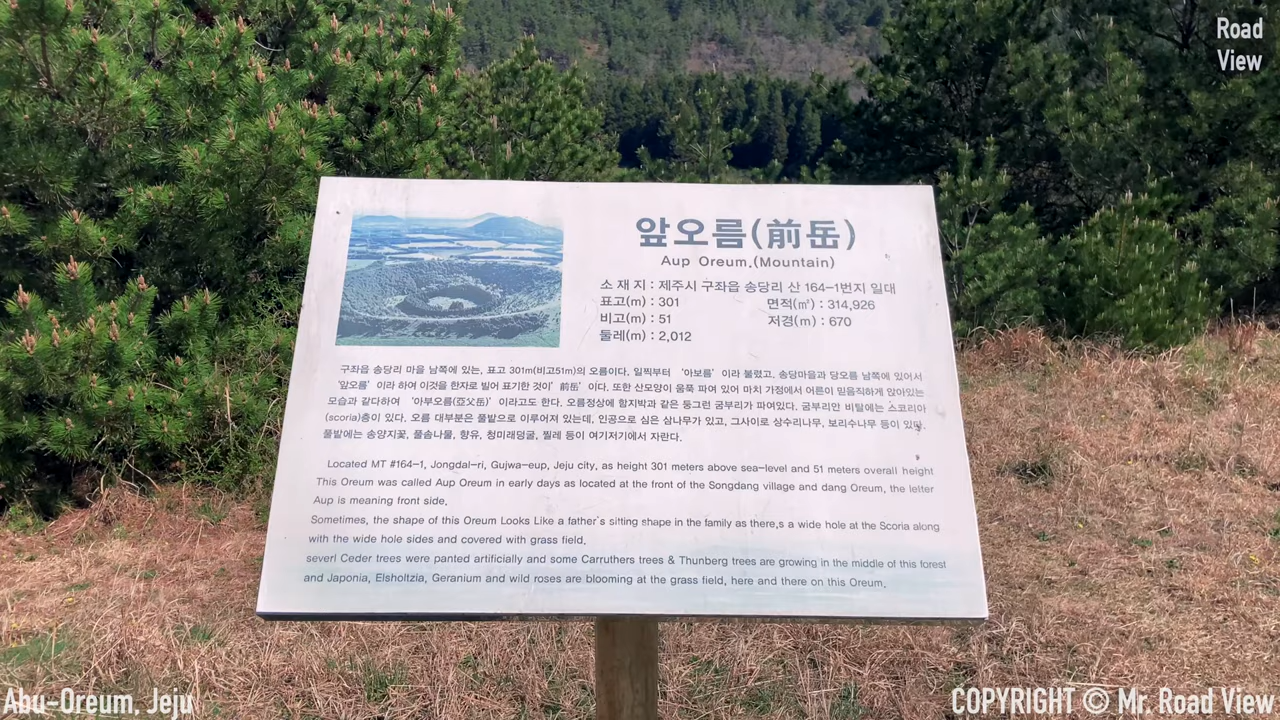 Road
View
앞오름(前岳)
Aup Oreum.(Mountain)
소 재 지 : 제주시 구좌읍 송당리 산 164-1번지 일대
표고(m) : 301 면적(㎡) : 314,926
비고(m) : 51 저경(m) : 670
둘레(m) : 2,012
구좌읍 송당리 마을 남쪽에 있는, 표고 301m(비고51m)의 오름이다. 일찍부터 '아보름' 이라 불렸고, 송당마을과 당오름 남쪽에 있어서
'앞오름' 이라 하여 이것을 한자로 빌어 표기한 것이' 前岳' 이다. 또한 산모양이 움푹 파여 있어 마치 가정에서 어른이 믿음직하게 앉아있는
모습과 같다하여 '아부오름(亞父岳)' 이라고도 한다. 오름정상에 함지박과 같은 둥그런 굼부리가 파여있다. 굼부리안 비탈에는 스코리아
(scoria)층이 있다. 오름 대부분은 풀밭으로 이루어져 있는데, 인공으로 심은 삼나무가 있고, 그사이로 상수리나무, 보리수나무 등이 있다.
풀밭에는 송양지꽃, 풀솜나물, 향유, 청미래덩굴, 찔레 등이 여기저기에서 자란다.
Located MT #164-1, Jongdal-ri, Gujwa-eup, Jeju city, as height 301 meters above sea-level and 51 meters overall height
This Oreum was called Aup Oreum in early days as located at the front of the Songdang village and dang Oreum, the letter
Aup is meaning front side.
Sometimes, the shape of this Oreum Looks Like a father's sitting shape in the family as there,s a wide hole at the Scoria along
with the wide hole sides and covered with grass field.
severl Ceder trees were panted artificially and some Carruthers trees & Thunberg trees are growing in the middle of this forest
and Japonia, Elsholtzia, Geranium and wild roses are blooming at the grass field, here and there on this Oreum.
Abu-Oreum, Jeju
COPYRIGHT © Mr. Road View